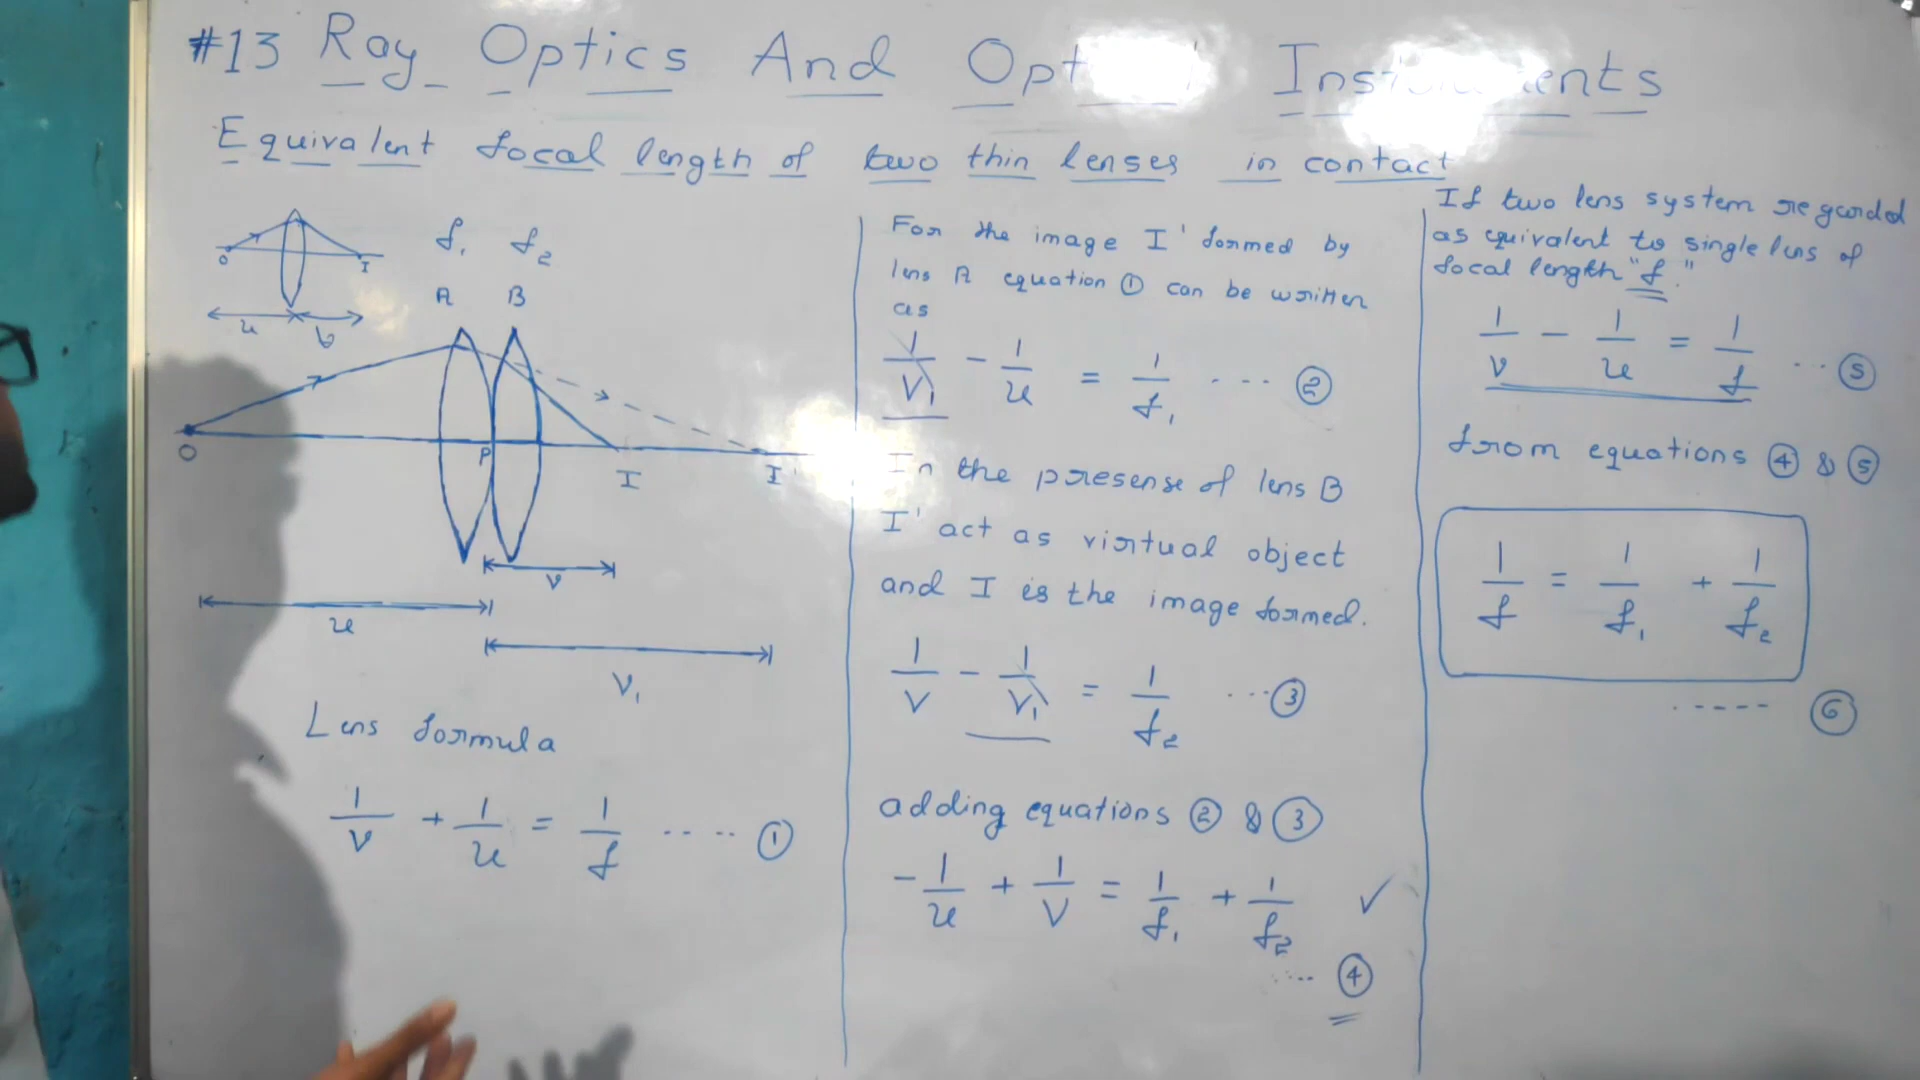 #13 Ray Optics And Instruments
Equivalent focal length of two thin lenses in contact
f₁ f₂
A B
O I
u v
O P I I'
v
u
V₁
Lens formula
1/v + 1/u = 1/f ..... ①
For the image I' formed by
lens A equation ① can be written
as
1/V₁ - 1/u = 1/f₁ .... ②
In the presense of lens B
I' act as virtual object
and I is the image formed.
1/v - 1/V₁ = 1/f₂ ... ③
adding equations ② & ③
-1/u + 1/V = 1/f₁ + 1/f₂ ✓
.... ④
If two lens system regarded
as equivalent to single lens of
focal length "f."
1/v - 1/u = 1/f ... ⑤
from equations ④ & ⑤
1/f = 1/f₁ + 1/f₂
..... ⑥